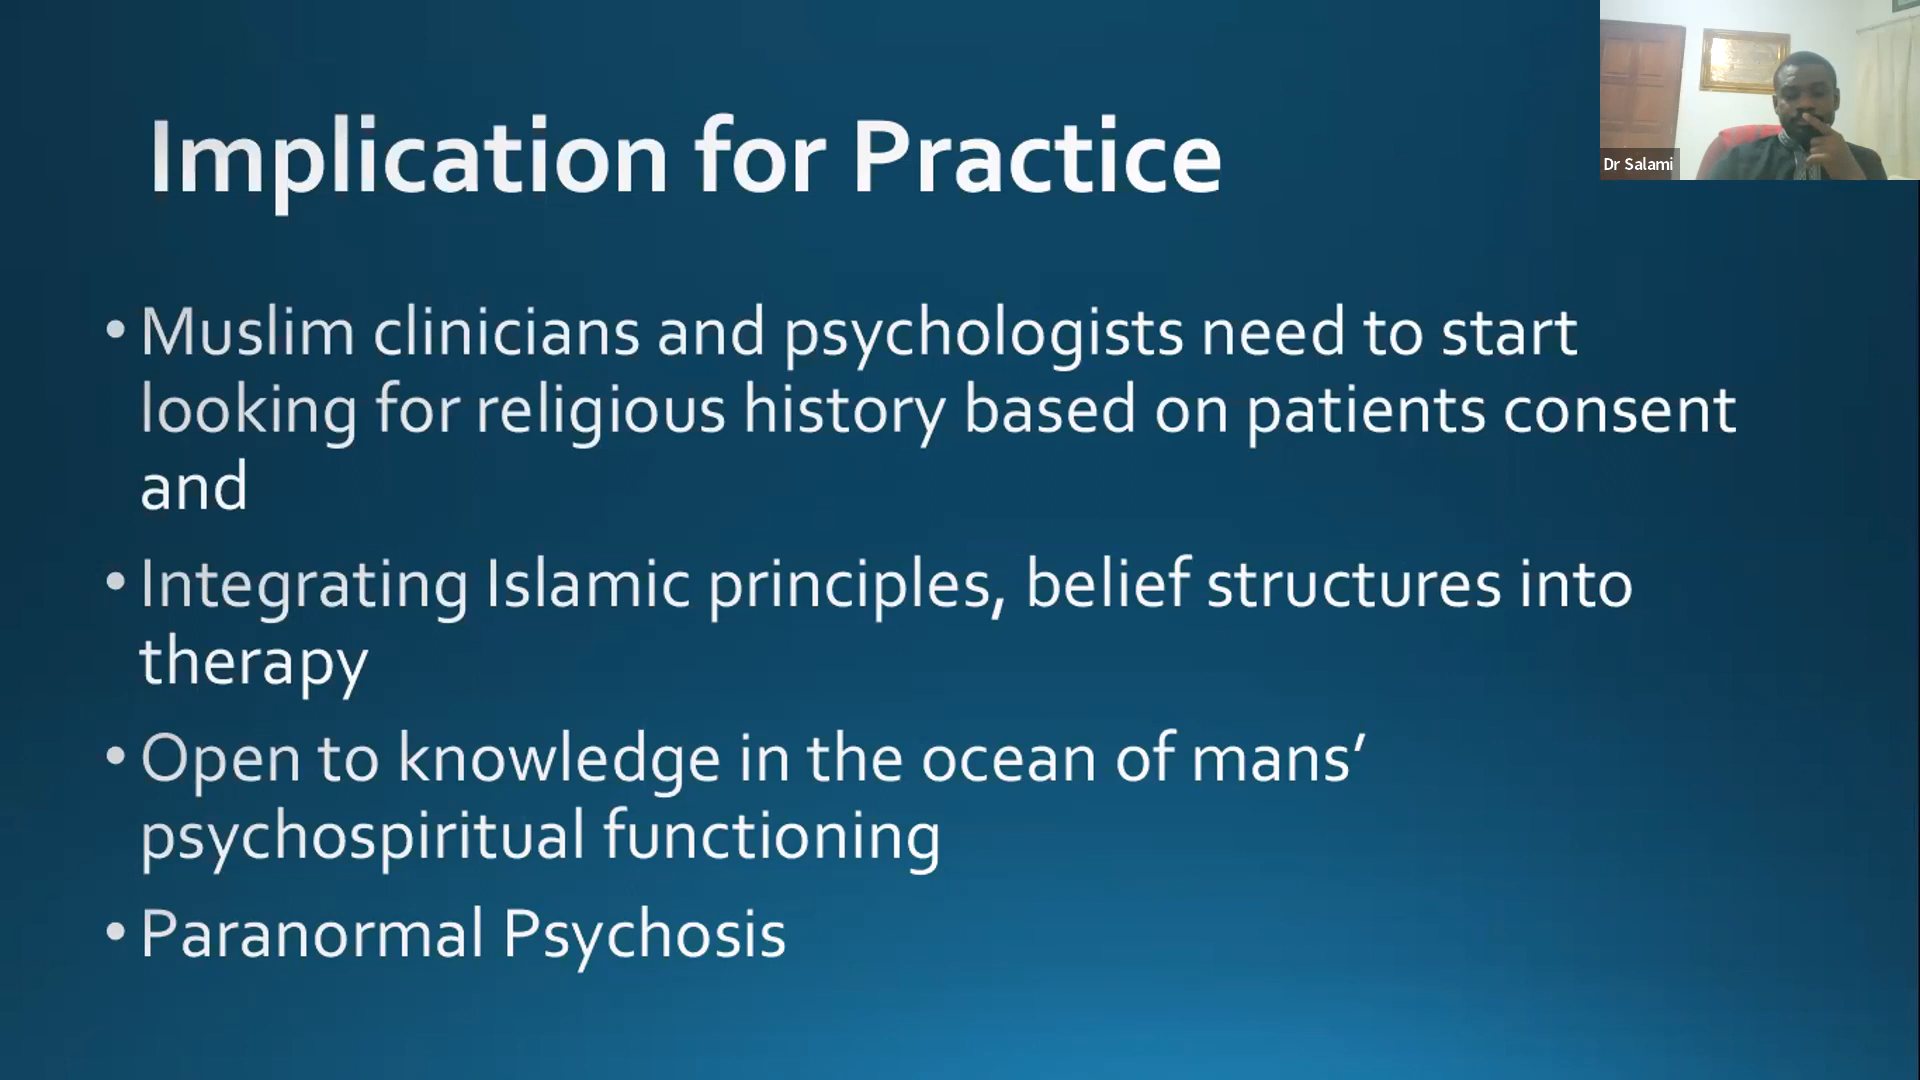 Implication for Practice
Dr Salami
• Muslim clinicians and psychologists need to start
looking for religious history based on patients consent
and
• Integrating Islamic principles, belief structures into
therapy
• Open to knowledge in the ocean of mans’
psychospiritual functioning
• Paranormal Psychosis